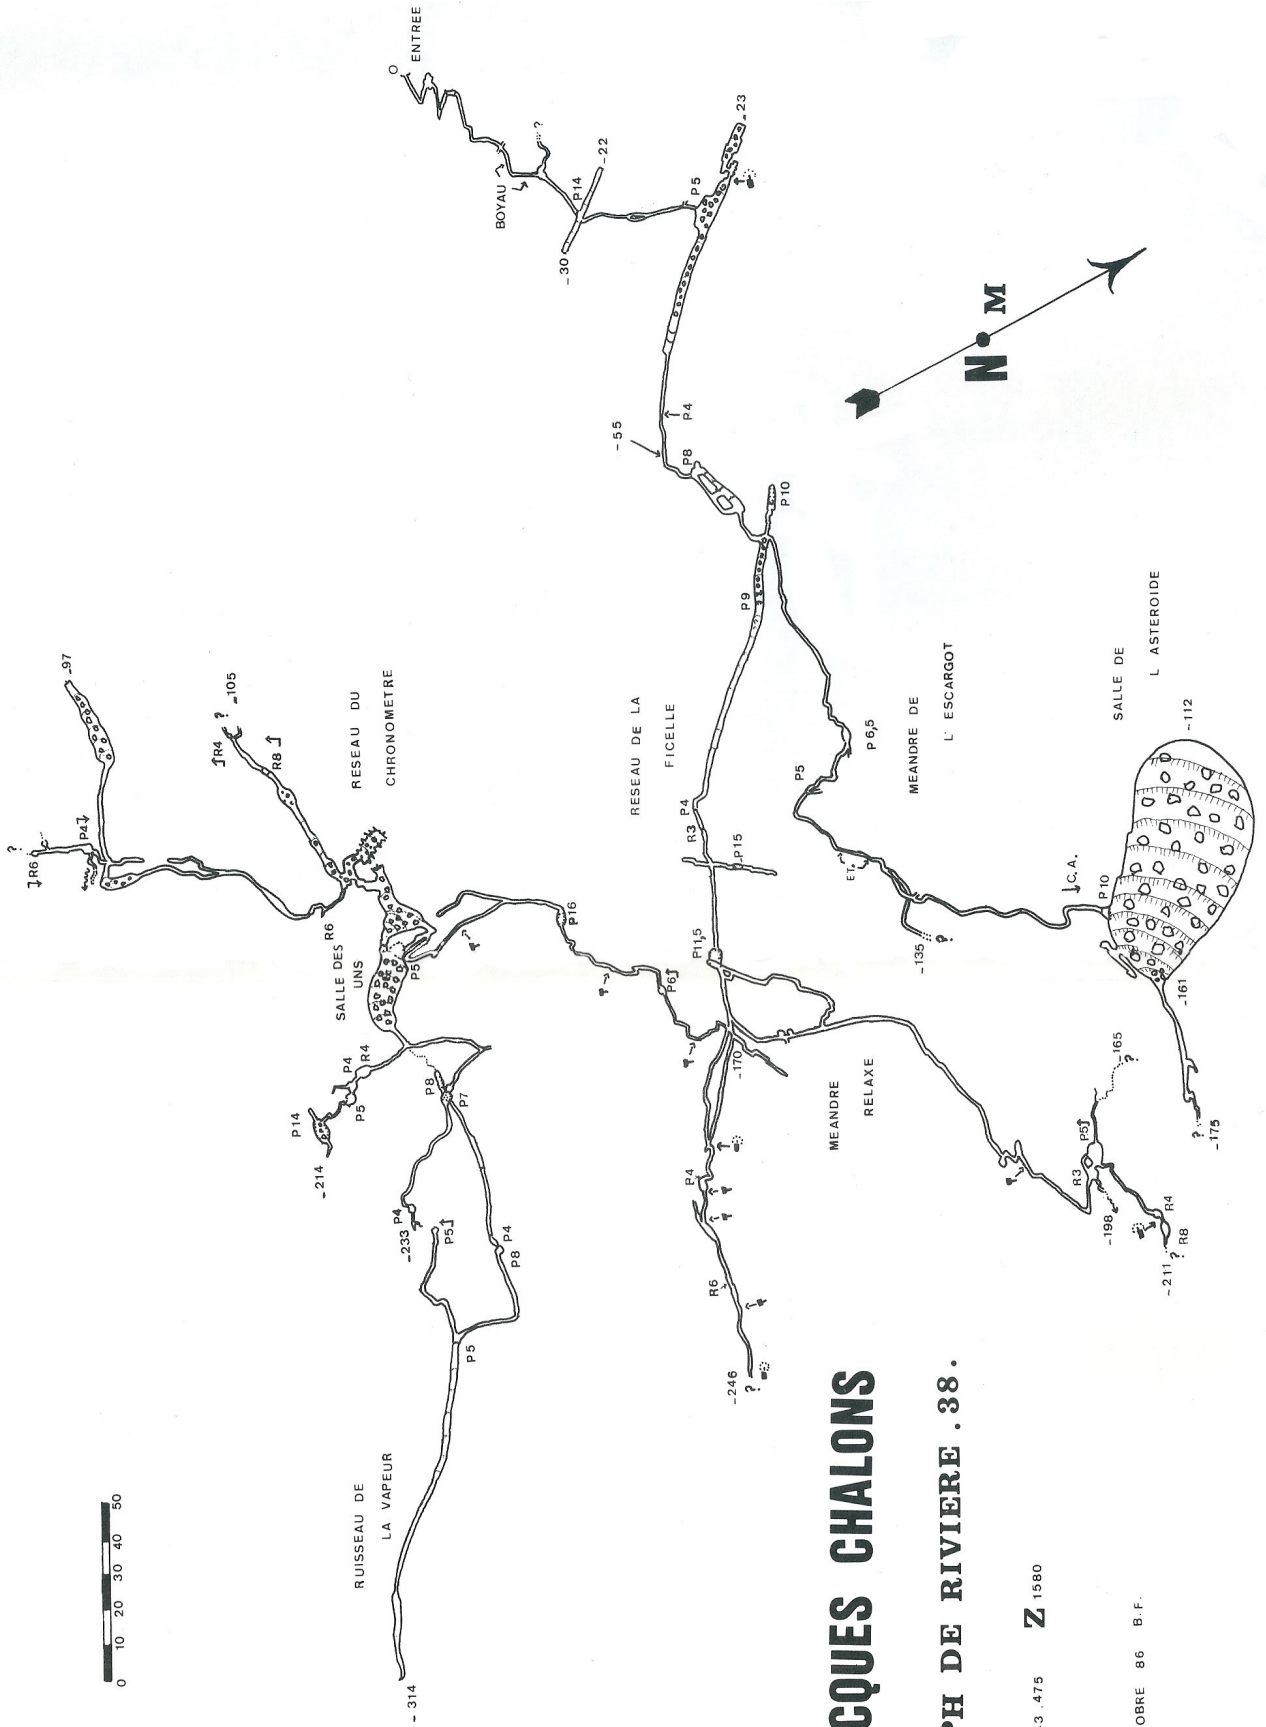 ENTREE
BOYAU
?
P14
-22
-30
P5
-23
P4
-55
P8
P10
P9
N M
-97
?
R6
P4
R4
?
-105
R8
RESEAU DU
CHRONOMETRE
R6
SALLE DES
UNS
P5
P16
P6
RESEAU DE LA
FICELLE
P4
R3
P15
P11,5
-170
P6,5
P5
MEANDRE DE
L' ESCARGOT
ET.
-135
?
C.A.
P10
SALLE DE
L ASTEROIDE
-112
-161
?
-175
MEANDRE
RELAXE
-165
?
P5
R3
-198
R4
R8
-211
?
R4
P4
P5
P14
-214
P8
P7
P4
-233
P5
P4
P8
P5
P4
R6
-246
?
RUISSEAU DE
LA VAPEUR
-314
0 10 20 30 40 50
CQUES CHALONS
PH DE RIVIERE .38.
3.475 Z 1580
OBRE 86 B.F.